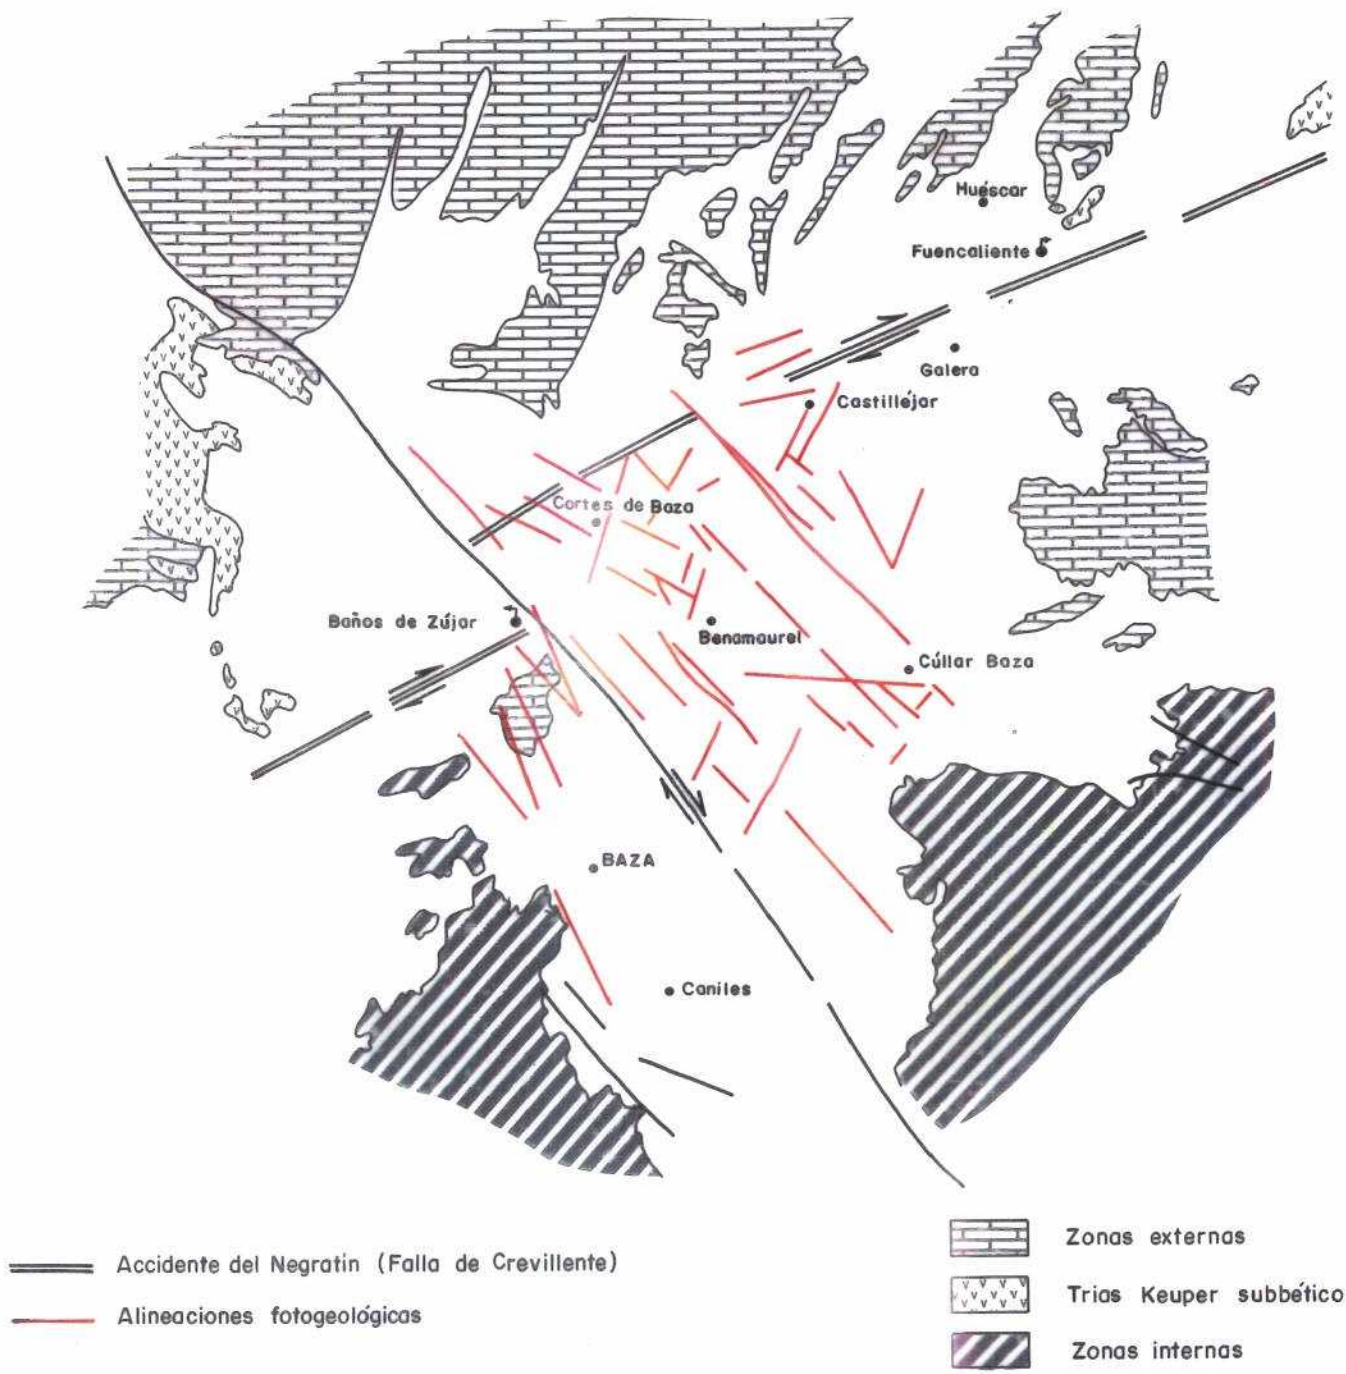 Huéscar
Fuencaliente
Galera
Castilléjar
Cortes de Baza
Baños de Zújar
Benamaurel
Cúllar Baza
BAZA
Caniles
Accidente del Negratin (Falla de Crevillente)
Alineaciones fotogeológicas
Zonas externas
Trias Keuper subbético
Zonas internas